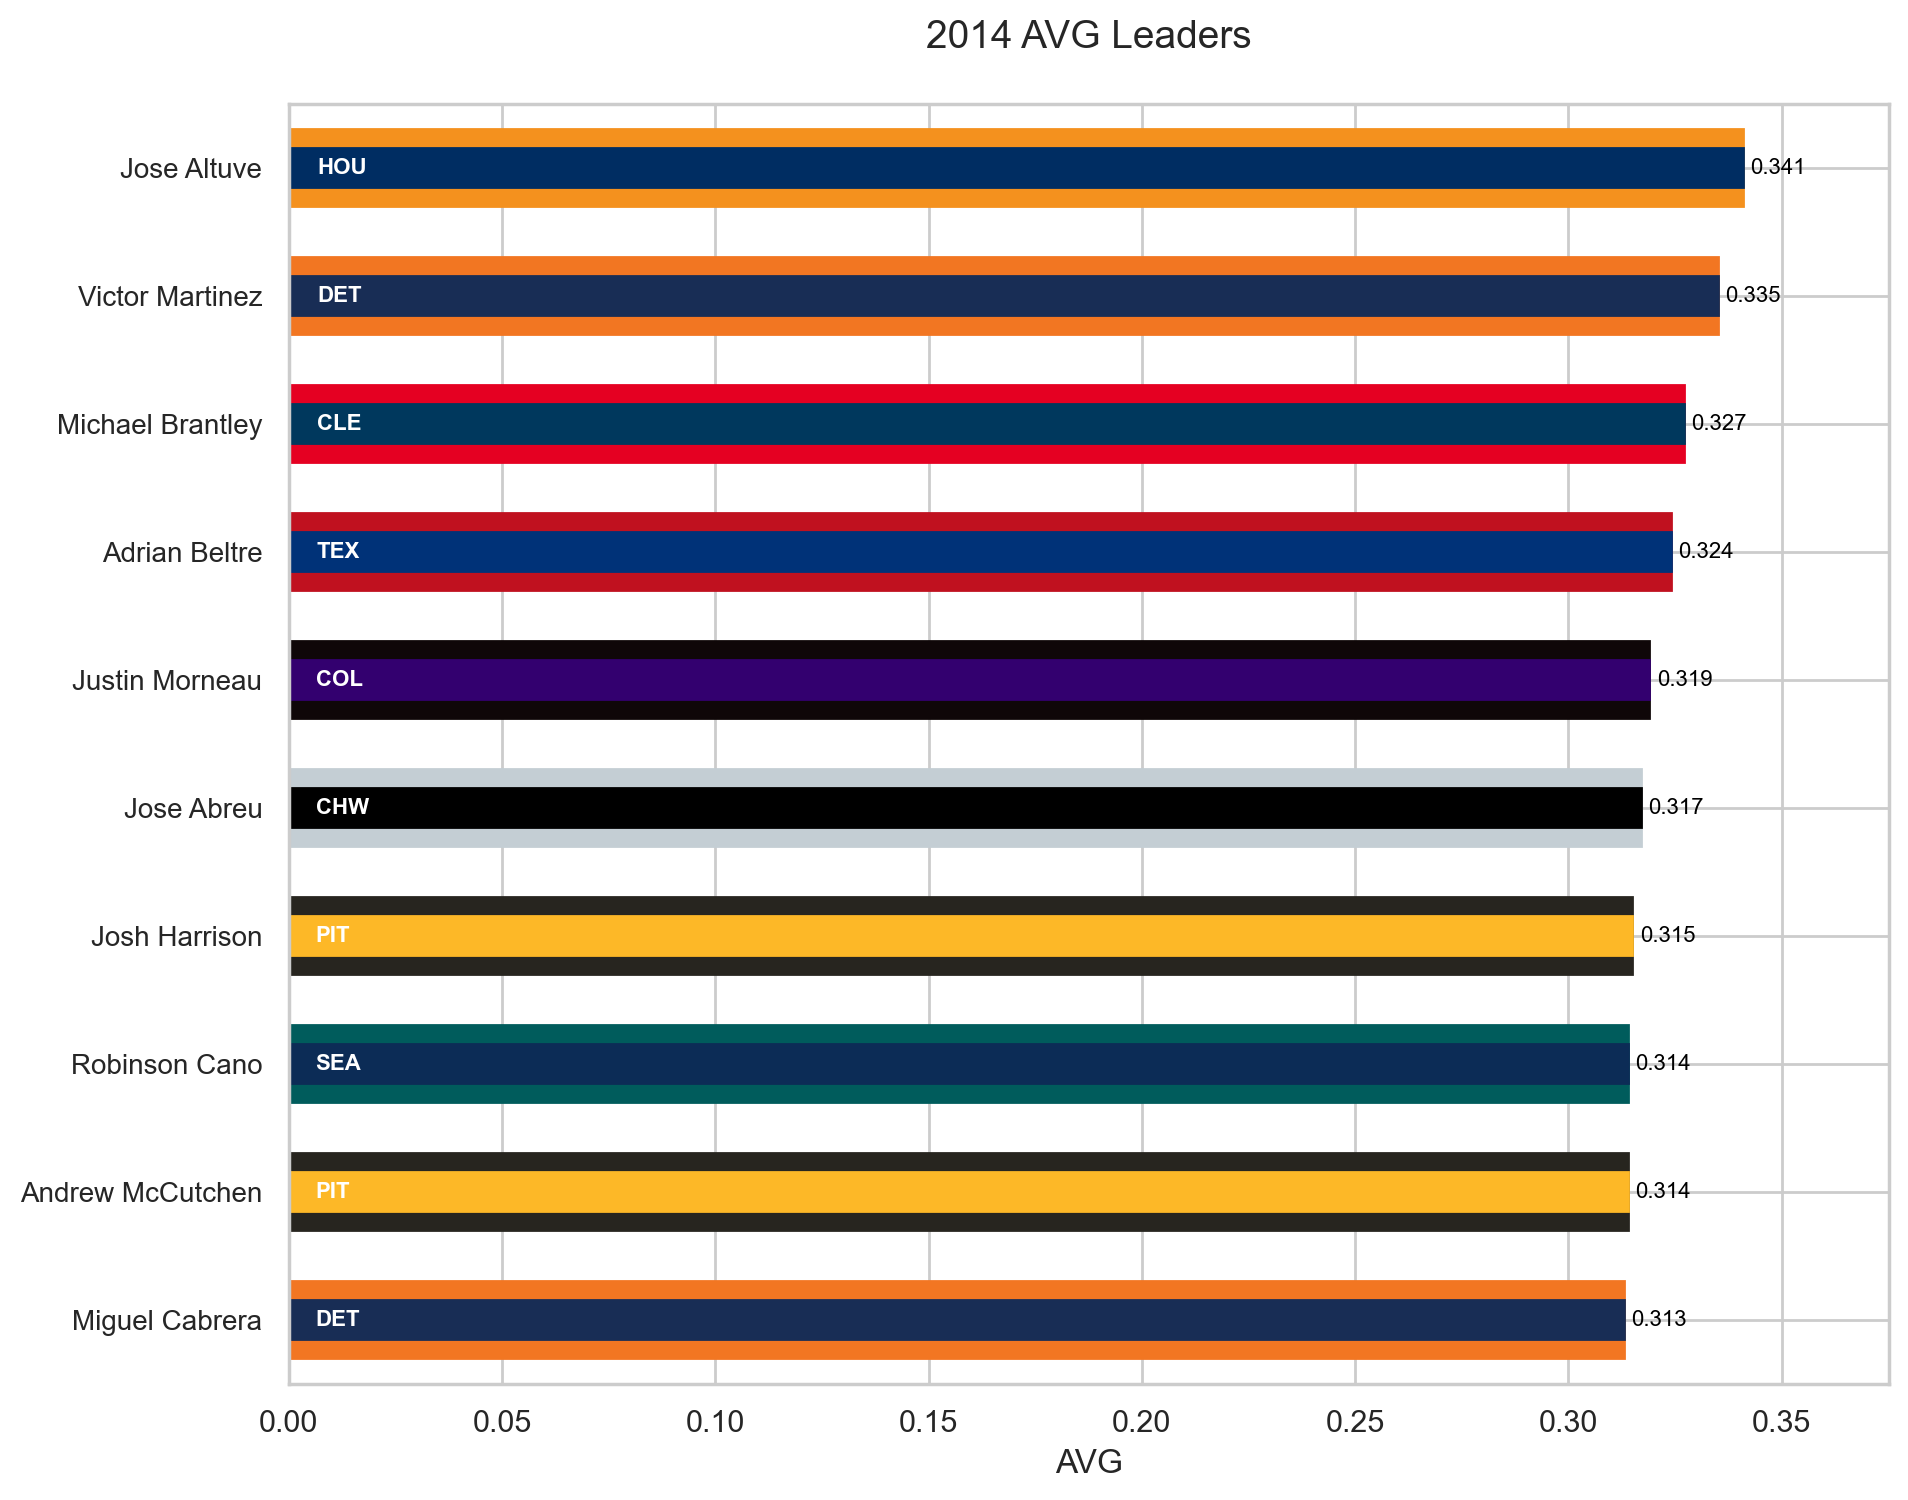 2014 AVG Leaders
Jose Altuve HOU 0.341
Victor Martinez DET 0.335
Michael Brantley CLE 0.327
Adrian Beltre TEX 0.324
Justin Morneau COL 0.319
Jose Abreu CHW 0.317
Josh Harrison PIT 0.315
Robinson Cano SEA 0.314
Andrew McCutchen PIT 0.314
Miguel Cabrera DET 0.313
0.00 0.05 0.10 0.15 0.20 0.25 0.30 0.35
AVG